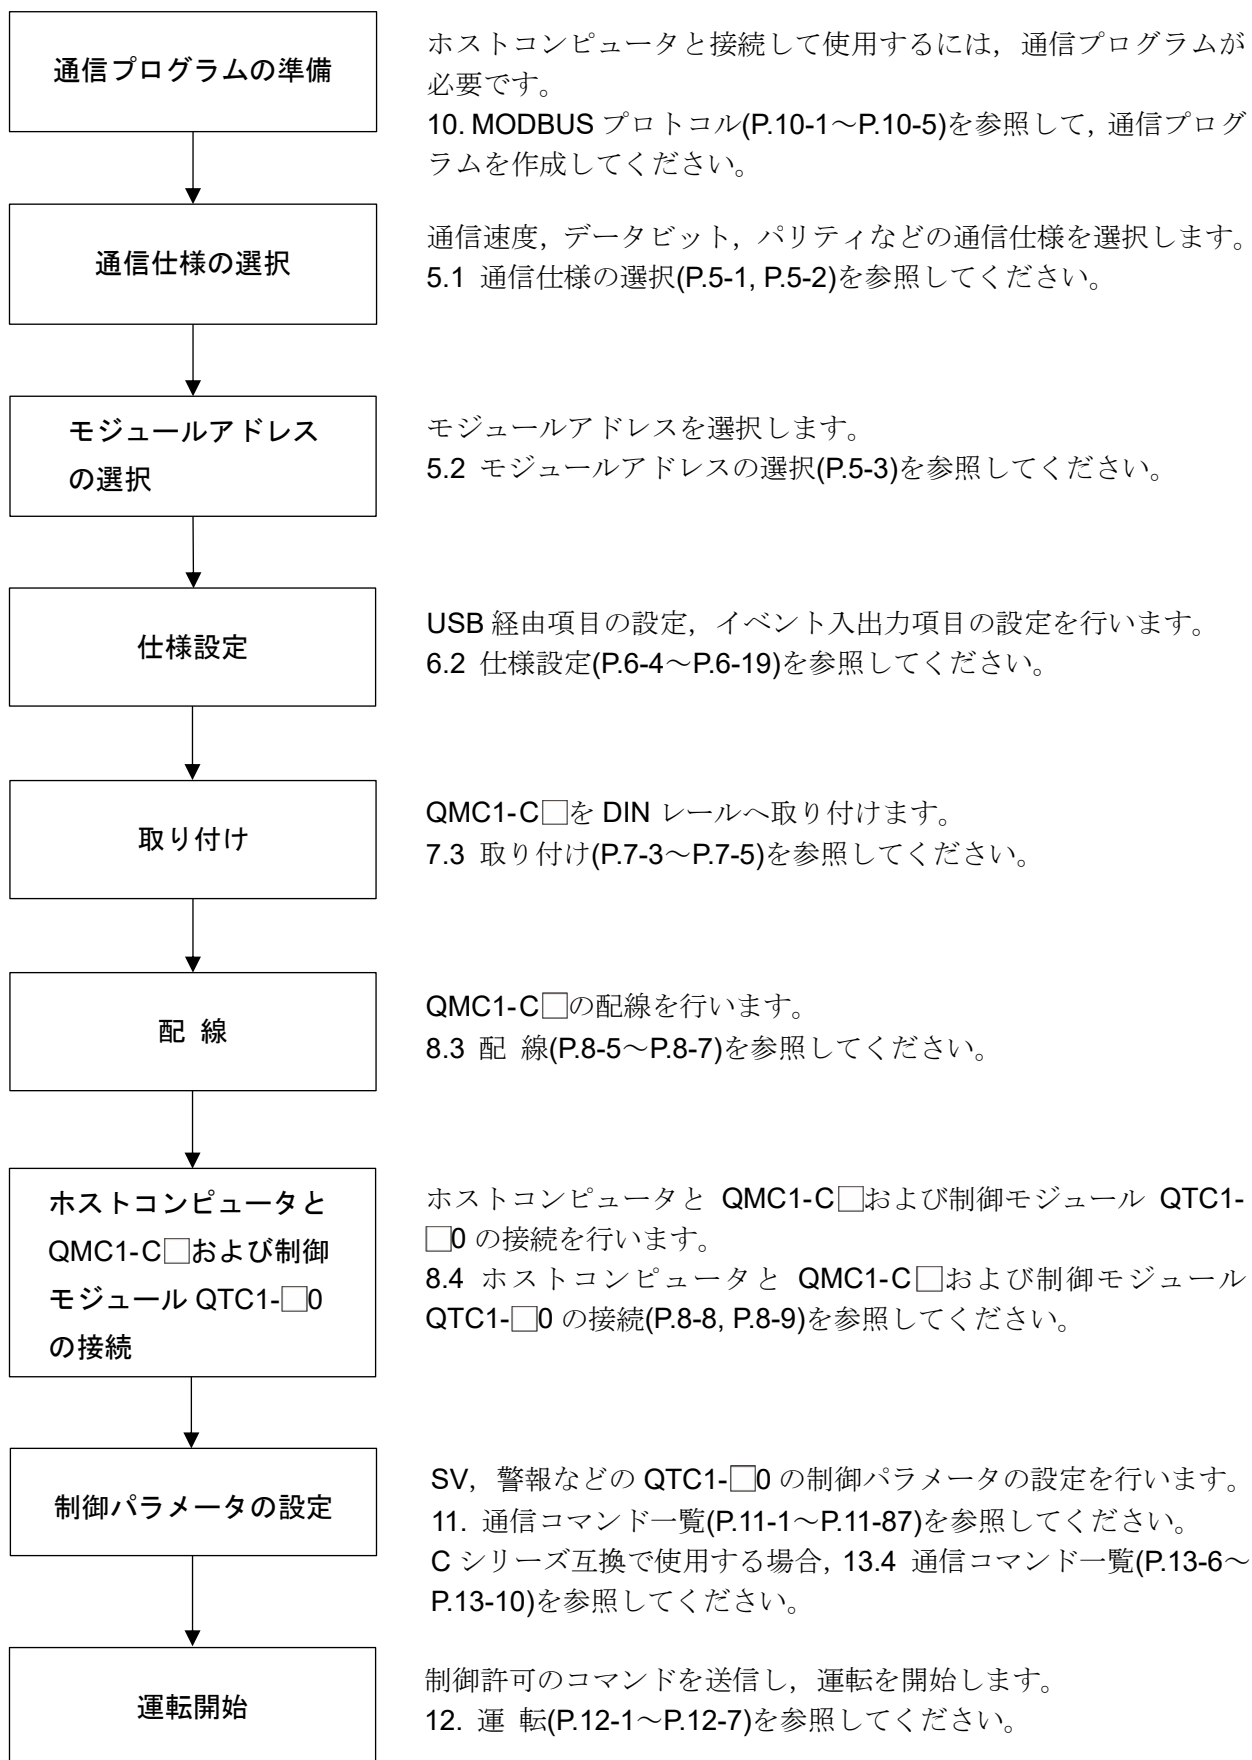 通信プログラムの準備
ホストコンピュータと接続して使用するには，通信プログラムが
必要です。
10. MODBUS プロトコル(P.10-1～P.10-5)を参照して，通信プログ
ラムを作成してください。
通信仕様の選択
通信速度，データビット，パリティなどの通信仕様を選択します。
5.1 通信仕様の選択(P.5-1, P.5-2)を参照してください。
モジュールアドレス
の選択
モジュールアドレスを選択します。
5.2 モジュールアドレスの選択(P.5-3)を参照してください。
仕様設定
USB 経由項目の設定，イベント入出力項目の設定を行います。
6.2 仕様設定(P.6-4～P.6-19)を参照してください。
取り付け
QMC1-C□を DIN レールへ取り付けます。
7.3 取り付け(P.7-3～P.7-5)を参照してください。
配 線
QMC1-C□の配線を行います。
8.3 配 線(P.8-5～P.8-7)を参照してください。
ホストコンピュータと
QMC1-C□および制御
モジュール QTC1-□0
の接続
ホストコンピュータと QMC1-C□および制御モジュール QTC1-
□0 の接続を行います。
8.4 ホストコンピュータと QMC1-C□および制御モジュール
QTC1-□0 の接続(P.8-8, P.8-9)を参照してください。
制御パラメータの設定
SV，警報などの QTC1-□0 の制御パラメータの設定を行います。
11. 通信コマンド一覧(P.11-1～P.11-87)を参照してください。
C シリーズ互換で使用する場合，13.4 通信コマンド一覧(P.13-6～
P.13-10)を参照してください。
運転開始
制御許可のコマンドを送信し，運転を開始します。
12. 運 転(P.12-1～P.12-7)を参照してください。